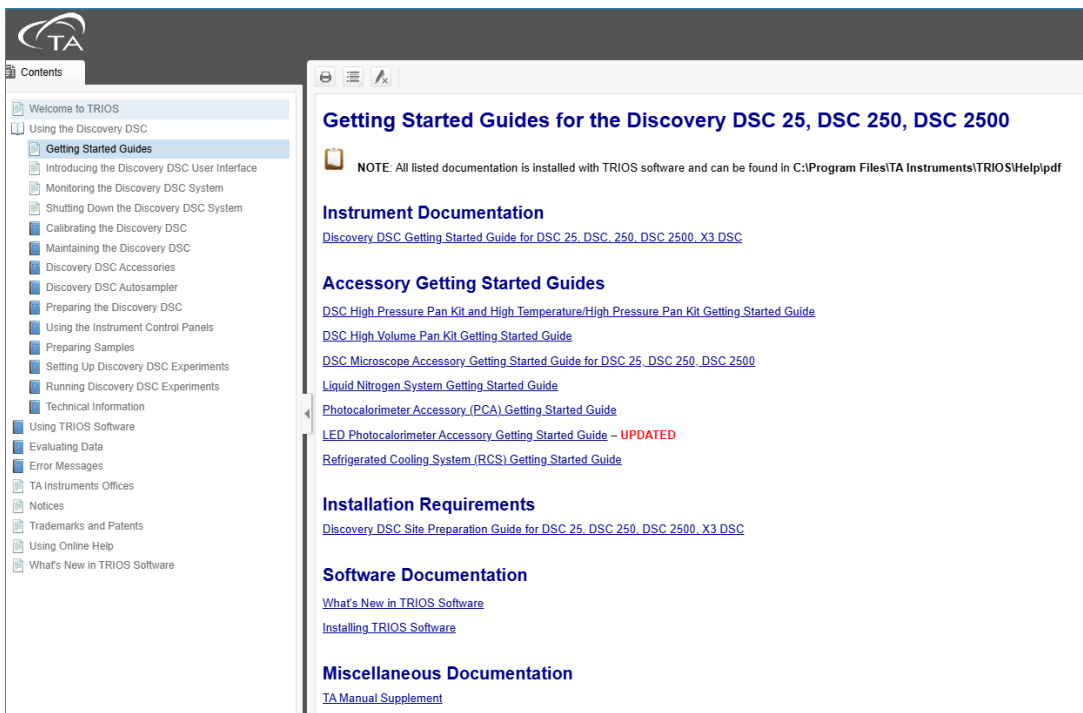 TA
Contents
Welcome to TRIOS
Using the Discovery DSC
Getting Started Guides
Introducing the Discovery DSC User Interface
Monitoring the Discovery DSC System
Shutting Down the Discovery DSC System
Calibrating the Discovery DSC
Maintaining the Discovery DSC
Discovery DSC Accessories
Discovery DSC Autosampler
Preparing the Discovery DSC
Using the Instrument Control Panels
Preparing Samples
Setting Up Discovery DSC Experiments
Running Discovery DSC Experiments
Technical Information
Using TRIOS Software
Evaluating Data
Error Messages
TA Instruments Offices
Notices
Trademarks and Patents
Using Online Help
What's New in TRIOS Software
Getting Started Guides for the Discovery DSC 25, DSC 250, DSC 2500
NOTE: All listed documentation is installed with TRIOS software and can be found in C:\Program Files\TA Instruments\TRIOS\Help\pdf
Instrument Documentation
Discovery DSC Getting Started Guide for DSC 25, DSC, 250, DSC 2500, X3 DSC
Accessory Getting Started Guides
DSC High Pressure Pan Kit and High Temperature/High Pressure Pan Kit Getting Started Guide
DSC High Volume Pan Kit Getting Started Guide
DSC Microscope Accessory Getting Started Guide for DSC 25, DSC 250, DSC 2500
Liquid Nitrogen System Getting Started Guide
Photocalorimeter Accessory (PCA) Getting Started Guide
LED Photocalorimeter Accessory Getting Started Guide – UPDATED
Refrigerated Cooling System (RCS) Getting Started Guide
Installation Requirements
Discovery DSC Site Preparation Guide for DSC 25, DSC 250, DSC 2500, X3 DSC
Software Documentation
What's New in TRIOS Software
Installing TRIOS Software
Miscellaneous Documentation
TA Manual Supplement